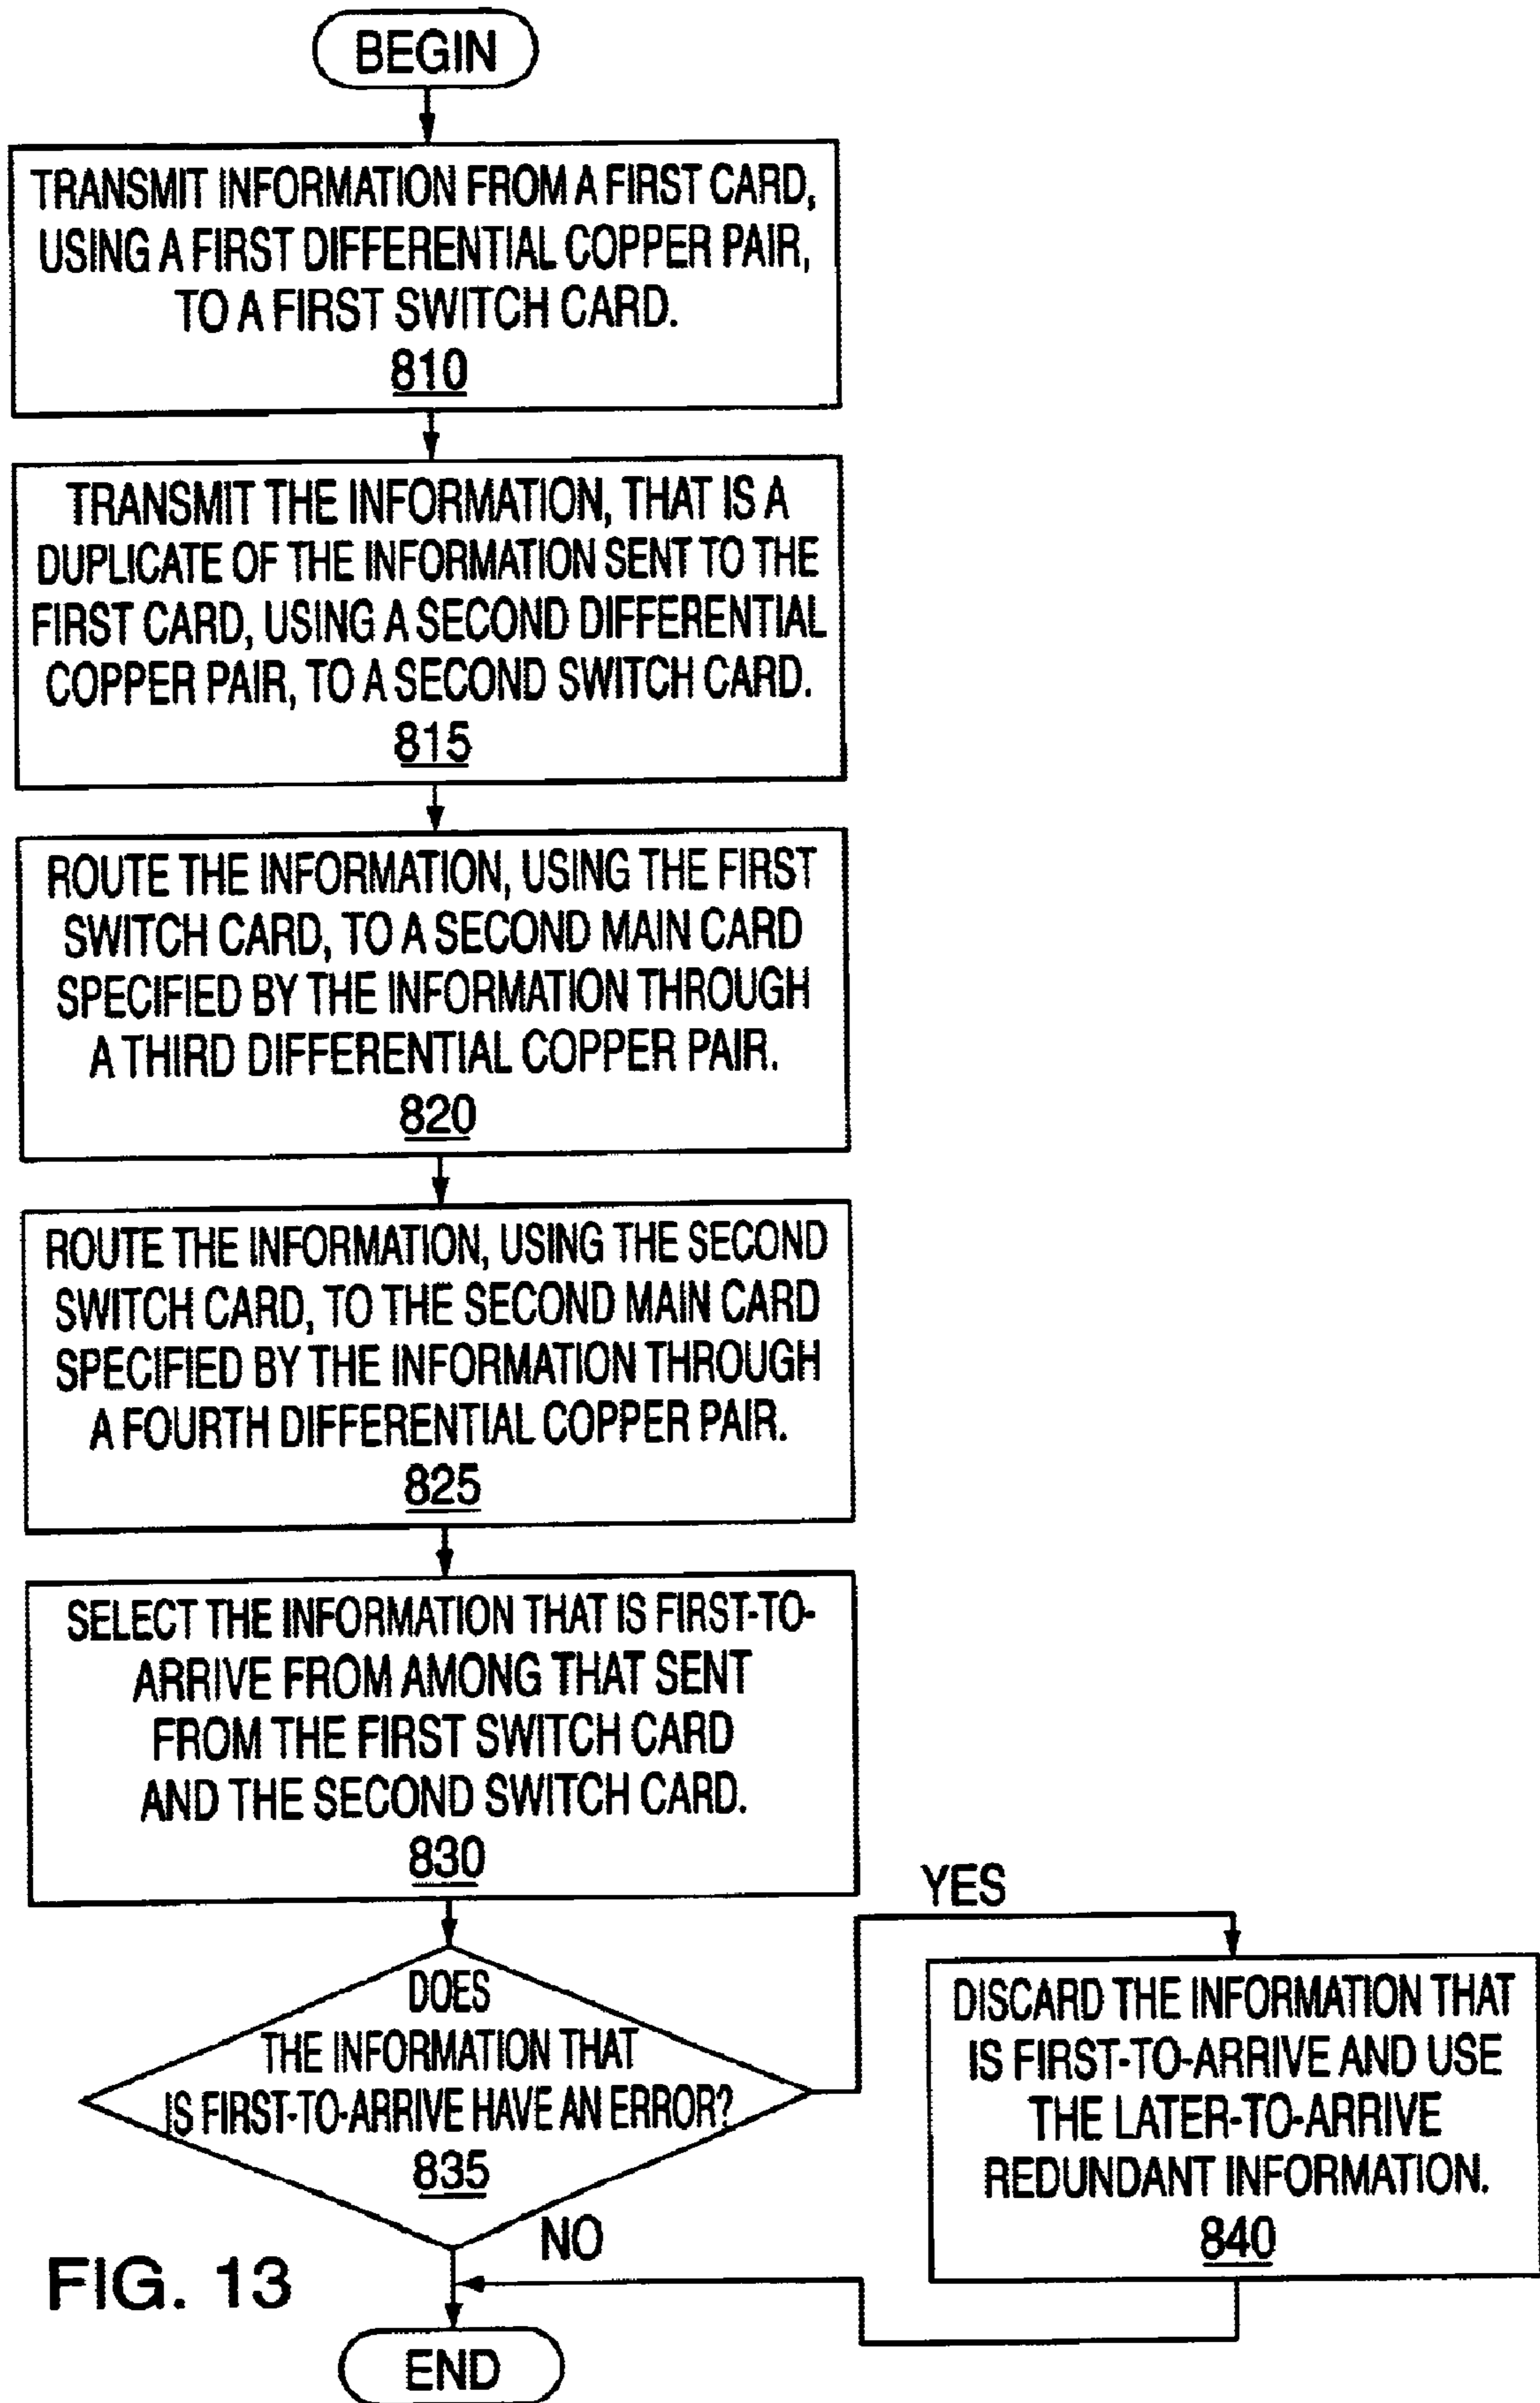 BEGIN
TRANSMIT INFORMATION FROM A FIRST CARD,
USING A FIRST DIFFERENTIAL COPPER PAIR,
TO A FIRST SWITCH CARD.
810
TRANSMIT THE INFORMATION, THAT IS A
DUPLICATE OF THE INFORMATION SENT TO THE
FIRST CARD, USING A SECOND DIFFERENTIAL
COPPER PAIR, TO A SECOND SWITCH CARD.
815
ROUTE THE INFORMATION, USING THE FIRST
SWITCH CARD, TO A SECOND MAIN CARD
SPECIFIED BY THE INFORMATION THROUGH
A THIRD DIFFERENTIAL COPPER PAIR.
820
ROUTE THE INFORMATION, USING THE SECOND
SWITCH CARD, TO THE SECOND MAIN CARD
SPECIFIED BY THE INFORMATION THROUGH
A FOURTH DIFFERENTIAL COPPER PAIR.
825
SELECT THE INFORMATION THAT IS FIRST-TO-
ARRIVE FROM AMONG THAT SENT
FROM THE FIRST SWITCH CARD
AND THE SECOND SWITCH CARD.
830
DOES
THE INFORMATION THAT
IS FIRST-TO-ARRIVE HAVE AN ERROR?
835
YES
DISCARD THE INFORMATION THAT
IS FIRST-TO-ARRIVE AND USE
THE LATER-TO-ARRIVE
REDUNDANT INFORMATION.
840
NO
FIG. 13
END